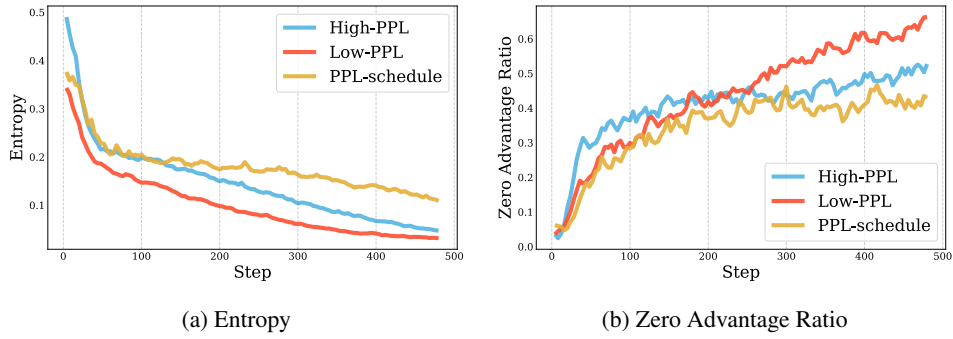 0.5
0.4
0.3
0.2
0.1
Entropy
0
100
200
300
400
500
Step
High-PPL
Low-PPL
PPL-schedule
(a) Entropy
0.6
0.5
0.4
0.3
0.2
0.1
0.0
Zero Advantage Ratio
0
100
200
300
400
500
Step
High-PPL
Low-PPL
PPL-schedule
(b) Zero Advantage Ratio